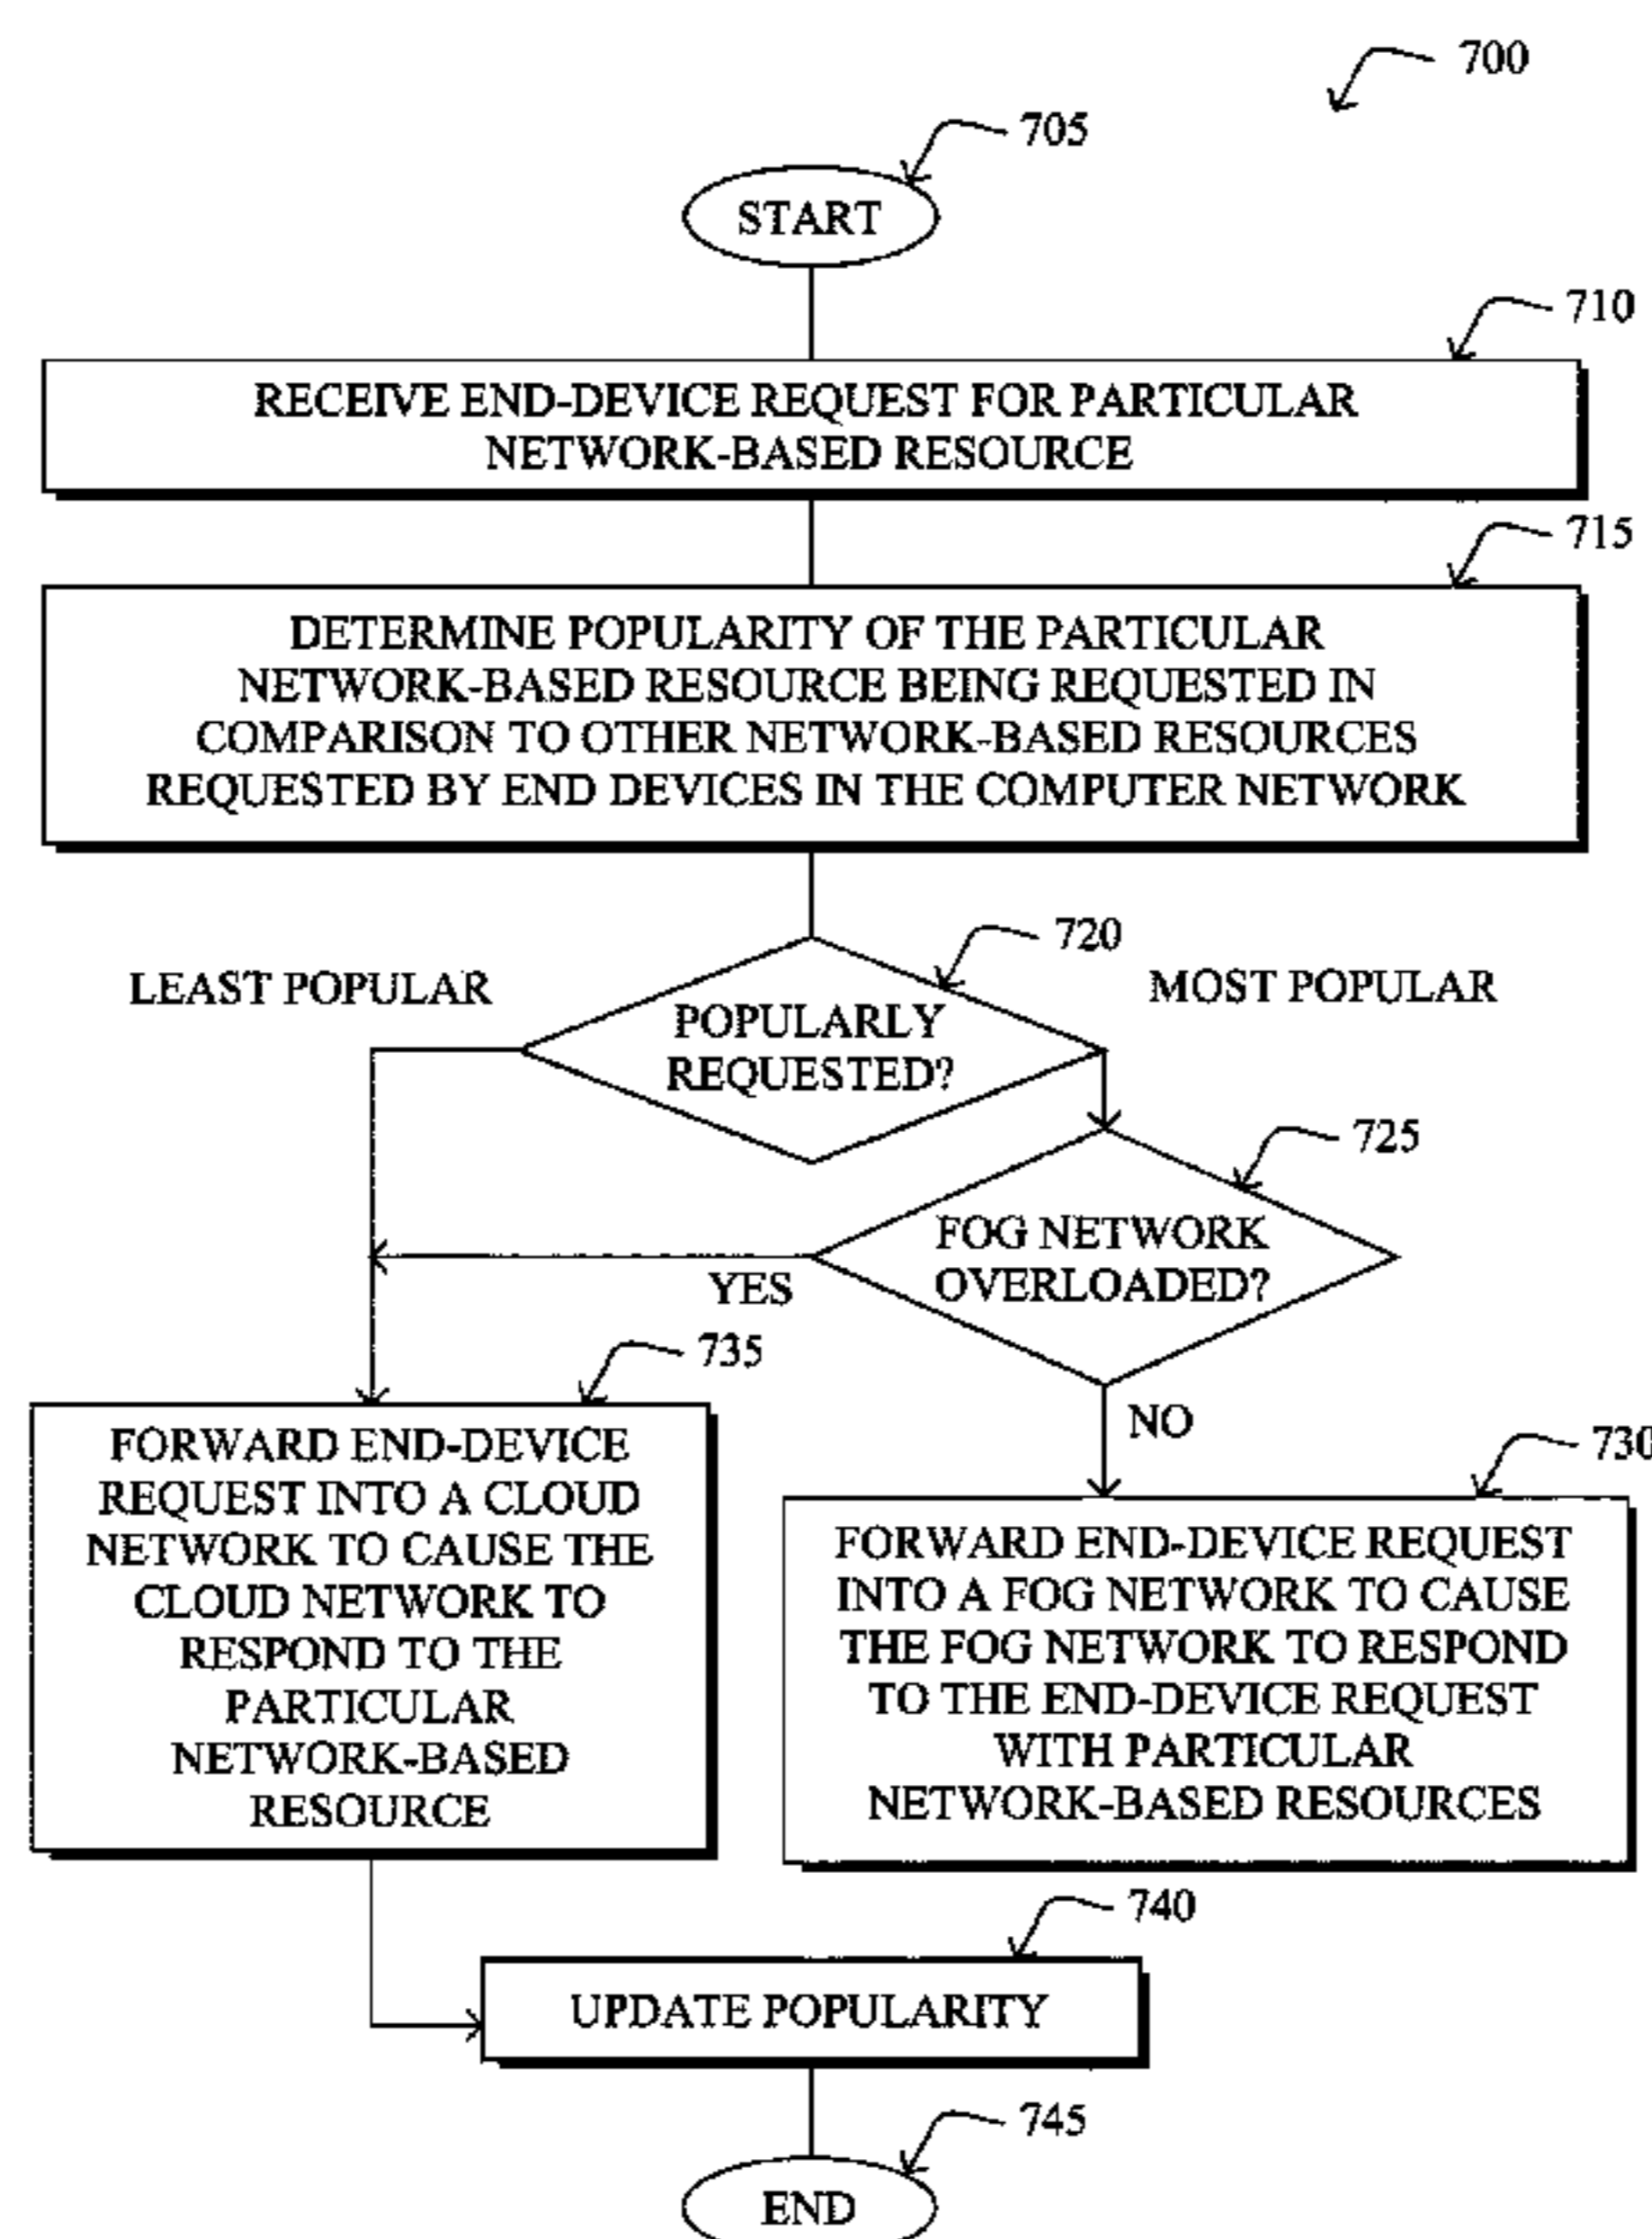 700
705
START
710
RECEIVE END-DEVICE REQUEST FOR PARTICULAR
NETWORK-BASED RESOURCE
715
DETERMINE POPULARITY OF THE PARTICULAR
NETWORK-BASED RESOURCE BEING REQUESTED IN
COMPARISON TO OTHER NETWORK-BASED RESOURCES
REQUESTED BY END DEVICES IN THE COMPUTER NETWORK
720
LEAST POPULAR
MOST POPULAR
POPULARLY
REQUESTED?
725
FOG NETWORK
OVERLOADED?
YES
735
NO
730
FORWARD END-DEVICE
REQUEST INTO A CLOUD
NETWORK TO CAUSE THE
CLOUD NETWORK TO
RESPOND TO THE
PARTICULAR
NETWORK-BASED
RESOURCE
FORWARD END-DEVICE REQUEST
INTO A FOG NETWORK TO CAUSE
THE FOG NETWORK TO RESPOND
TO THE END-DEVICE REQUEST
WITH PARTICULAR
NETWORK-BASED RESOURCES
740
UPDATE POPULARITY
745
END